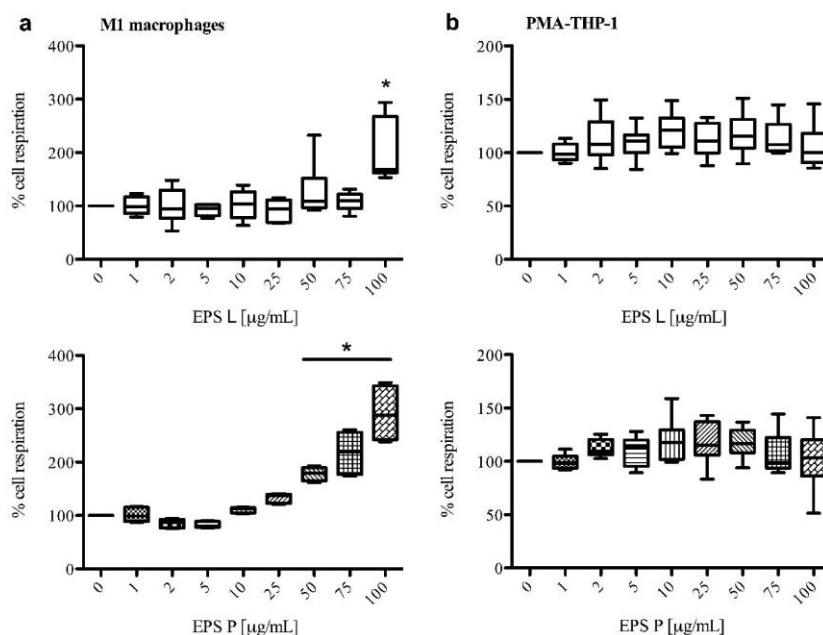 a M1 macrophages
400
300
200
100
0
% cell respiration
*
0 1 2 5 10 25 50 75 100
EPS L [μg/mL]
b PMA-THP-1
200
150
100
50
0
% cell respiration
0 1 2 5 10 25 50 75 100
EPS L [μg/mL]
400
300
200
100
0
% cell respiration
*
0 1 2 5 10 25 50 75 100
EPS P [μg/mL]
200
150
100
50
0
% cell respiration
0 1 2 5 10 25 50 75 100
EPS P [μg/mL]